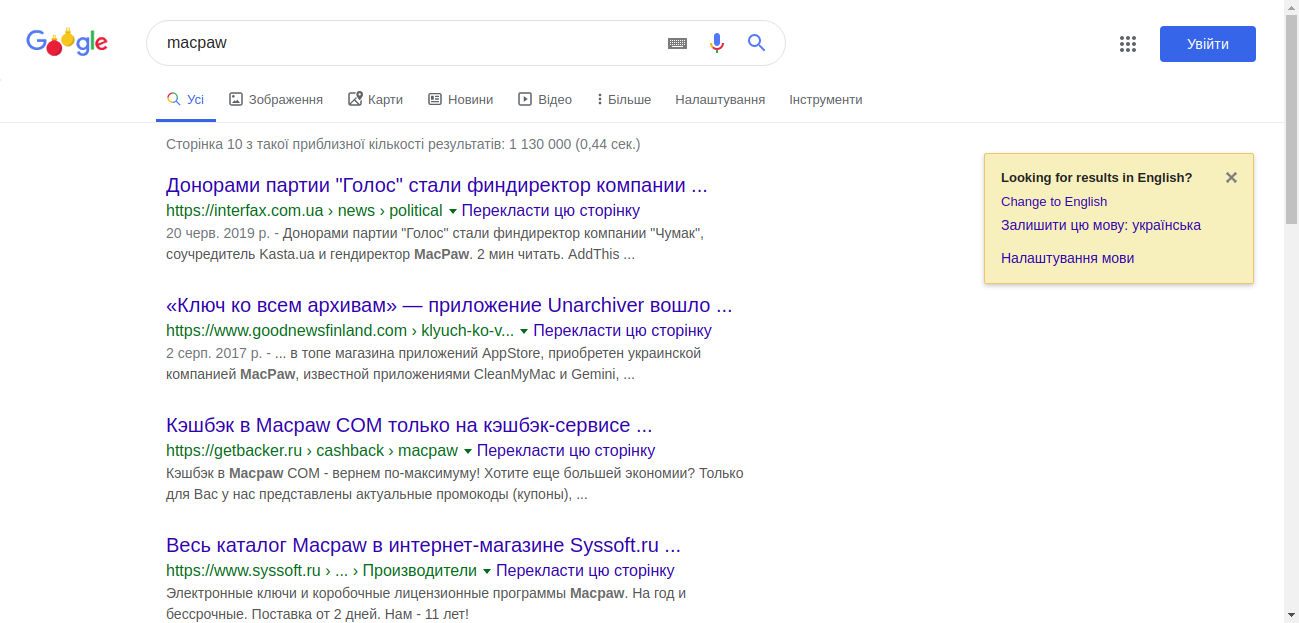 Google
macpaw
Увійти
Усі Зображення Карти Новини Відео Більше Налаштування Інструменти
Сторінка 10 з такої приблизної кількості результатів: 1 130 000 (0,44 сек.)
Донорами партии "Голос" стали финдиректор компании ...
https://interfax.com.ua › news › political Перекласти цю сторінку
20 черв. 2019 р. - Донорами партии "Голос" стали финдиректор компании "Чумак",
соучредитель Kasta.ua и гендиректор MacPaw. 2 мин читать. AddThis ...
«Ключ ко всем архивам» — приложение Unarchiver вошло ...
https://www.goodnewsfinland.com › klyuch-ko-v... Перекласти цю сторінку
2 серп. 2017 р. - ... в топе магазина приложений AppStore, приобретен украинской
компанией MacPaw, известной приложениями CleanMyMac и Gemini, ...
Кэшбэк в Macpaw COM только на кэшбэк-сервисе ...
https://getbacker.ru › cashback › macpaw Перекласти цю сторінку
Кэшбэк в Macpaw COM - вернем по-максимуму! Хотите еще большей экономии? Только
для Вас у нас представлены актуальные промокоды (купоны), ...
Весь каталог Macpaw в интернет-магазине Syssoft.ru ...
https://www.syssoft.ru › ... › Производители Перекласти цю сторінку
Электронные ключи и коробочные лицензионные программы Macpaw. На год и
бессрочные. Поставка от 2 дней. Нам - 11 лет!
Looking for results in English?
Change to English
Залишити цю мову: українська
Налаштування мови